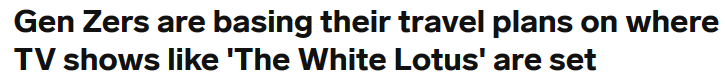 Gen Zers are basing their travel plans on where
TV shows like 'The White Lotus' are set